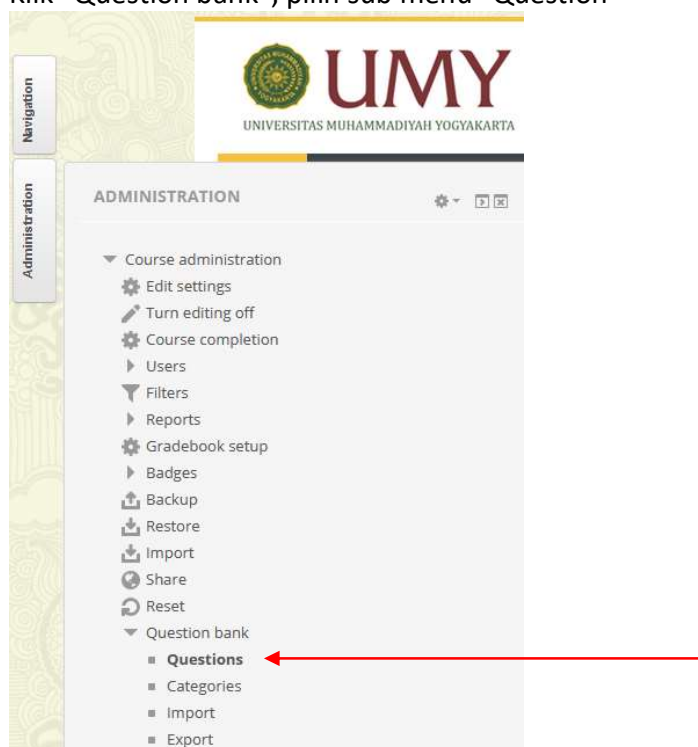 Klik "Question bank", pilih sub menu "Question"
Navigation
UMY
UNIVERSITAS MUHAMMADIYAH YOGYAKARTA
Administration
ADMINISTRATION
Course administration
Edit settings
Turn editing off
Course completion
Users
Filters
Reports
Gradebook setup
Badges
Backup
Restore
Import
Share
Reset
Question bank
Questions
Categories
Import
Export